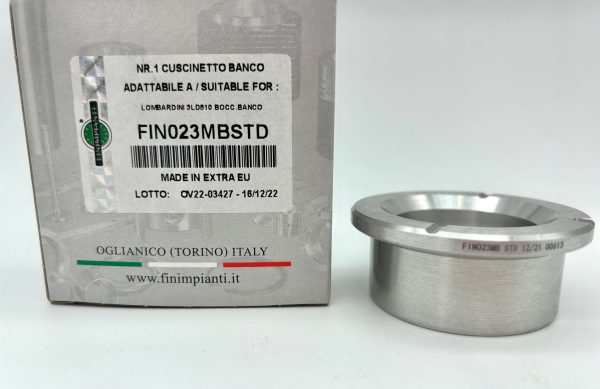 NR.1 CUSCINETTO BANCO
ADATTABILE A / SUITABLE FOR :
LOMBARDINI 3LD510 BOCC.BANCO
FIN023MBSTD
MADE IN EXTRA EU
LOTTO: OV22-03427 - 16/12/22
OGLIANICO (TORINO) ITALY
www.finimpianti.it
FIN023MB STD 12/21 00613